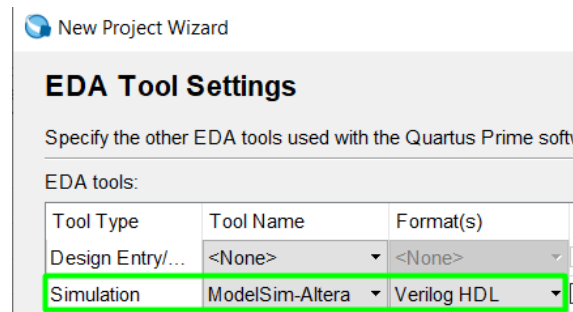 New Project Wizard
EDA Tool Settings
Specify the other EDA tools used with the Quartus Prime
EDA tools:
Tool Type Tool Name Format(s)
Design Entry/... <None> <None>
Simulation ModelSim-Altera Verilog HDL